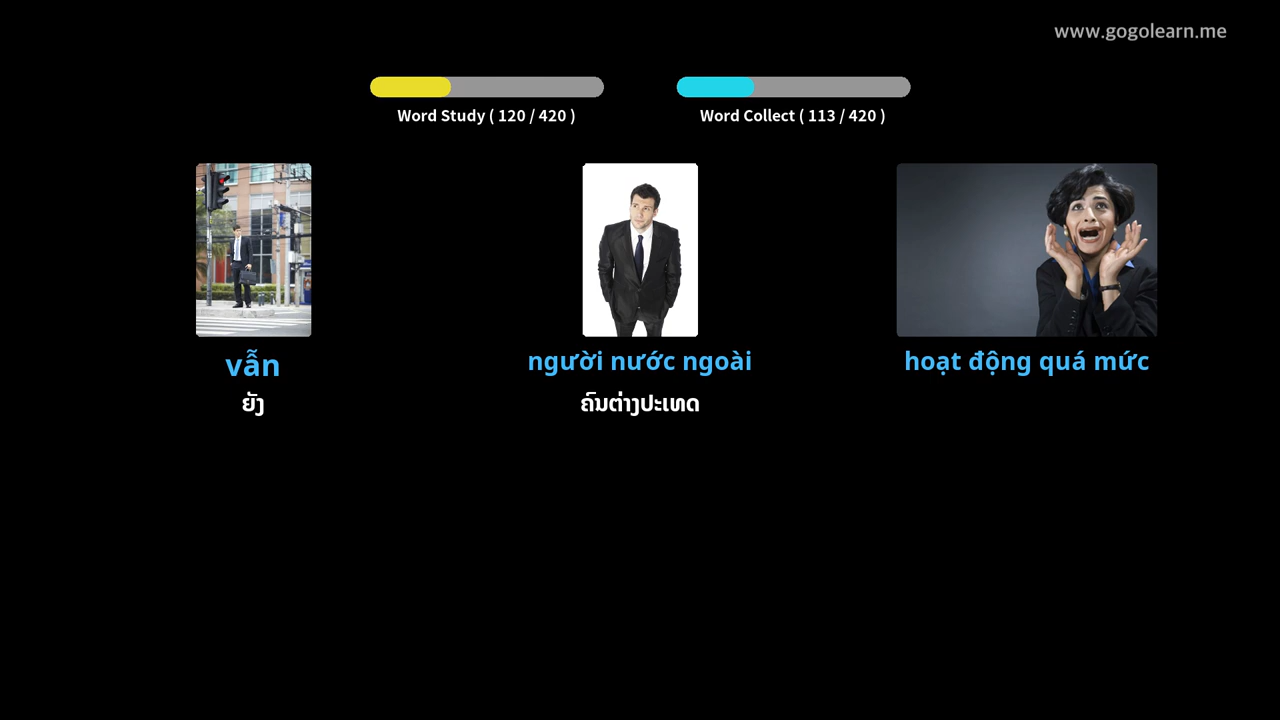 www.gogolearn.me
Word Study ( 120 / 420 )
Word Collect ( 113 / 420 )
vẫn
người nước ngoài
hoạt động quá mức
ຍັງ
ຄົນຕ່າງປະເທດ